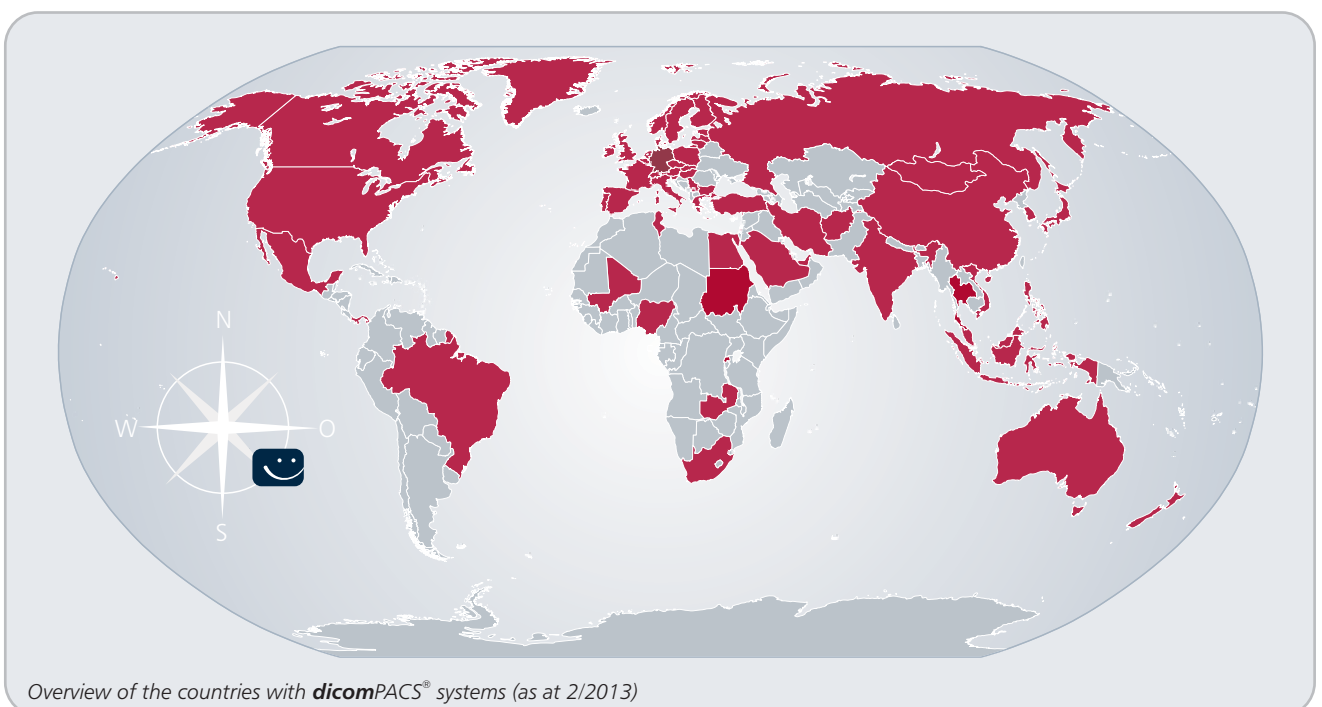 N
W
O
S
Overview of the countries with dicomPACS® systems (as at 2/2013)